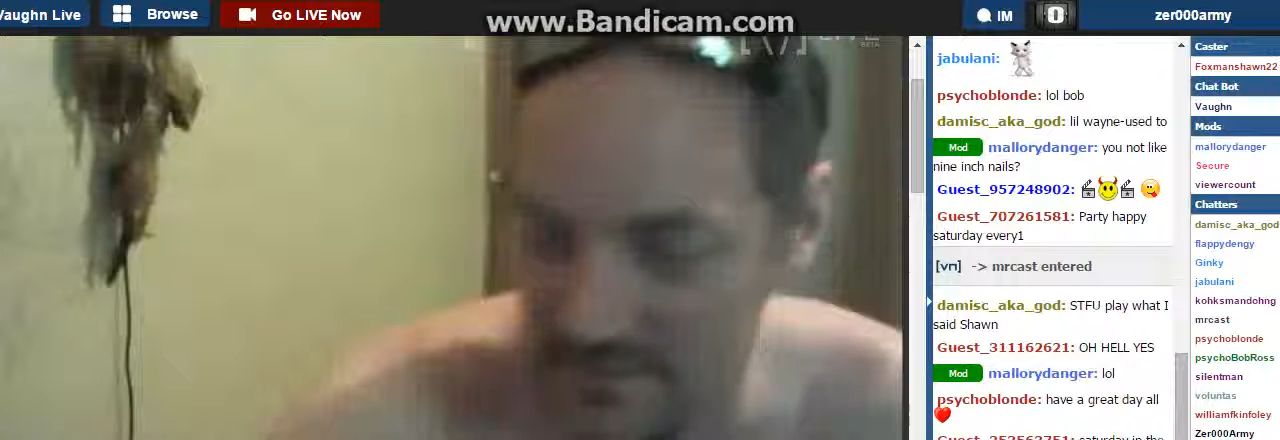 Vaughn Live
Browse
Go LIVE Now
www.Bandicam.com
IM
0
zer000army
LIVE
BETA
jabulani:
psychoblonde: lol bob
damisc_aka_god: lil wayne-used to
Mod mallorydanger: you not like
nine inch nails?
Guest_957248902:
Guest_707261581: Party happy
saturday every1
[vn] -> mrcast entered
damisc_aka_god: STFU play what I
said Shawn
Guest_311162621: OH HELL YES
Mod mallorydanger: lol
psychoblonde: have a great day all
Caster
Foxmanshawn22
Chat Bot
Vaughn
Mods
mallorydanger
Secure
viewercount
Chatters
damisc_aka_god
flappydengy
Ginky
jabulani
kohksmandohng
mrcast
psychoblonde
psychoBobRoss
silentman
voluntas
williamfkinfoley
Zer000Army